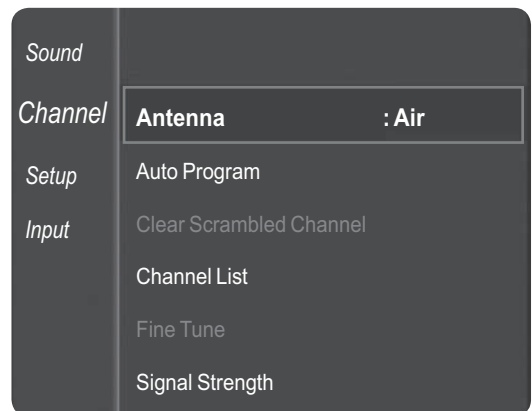 Sound
Channel
Setup
Input
Antenna : Air
Auto Program
Clear Scrambled Channel
Channel List
Fine Tune
Signal Strength